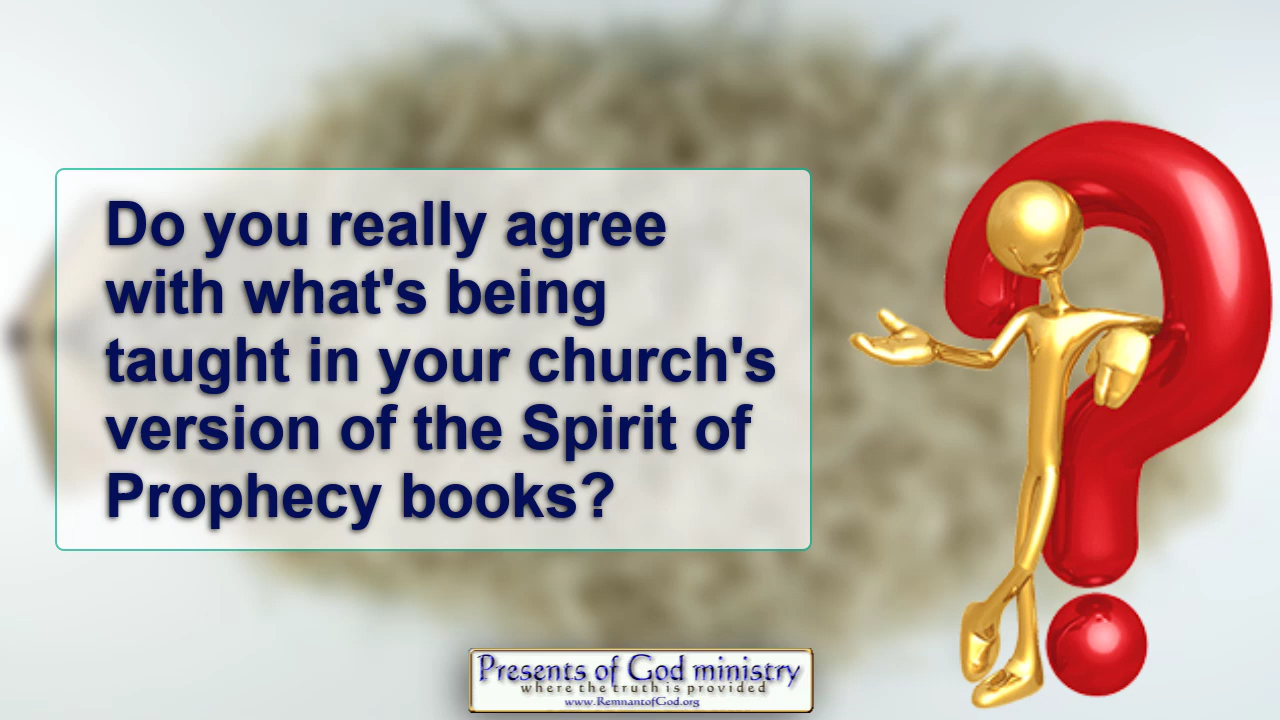 Do you really agree
with what's being
taught in your church's
version of the Spirit of
Prophecy books?
Presents of God ministry
where the truth is provided
www.RemnantofGod.org